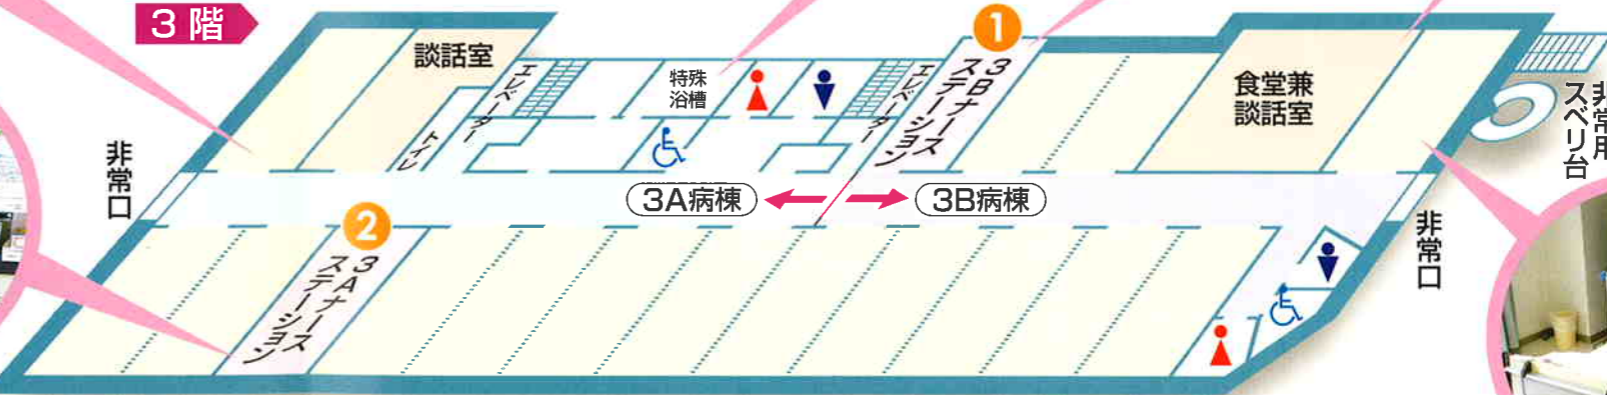 3階
談話室
エレベーター
トイレ
特殊
浴槽
エレベーター
1
3Bナース
ステーション
食堂兼
談話室
非常用
スベリ台
非常口
3A病棟
3B病棟
2
3Aナース
ステーション
非常口